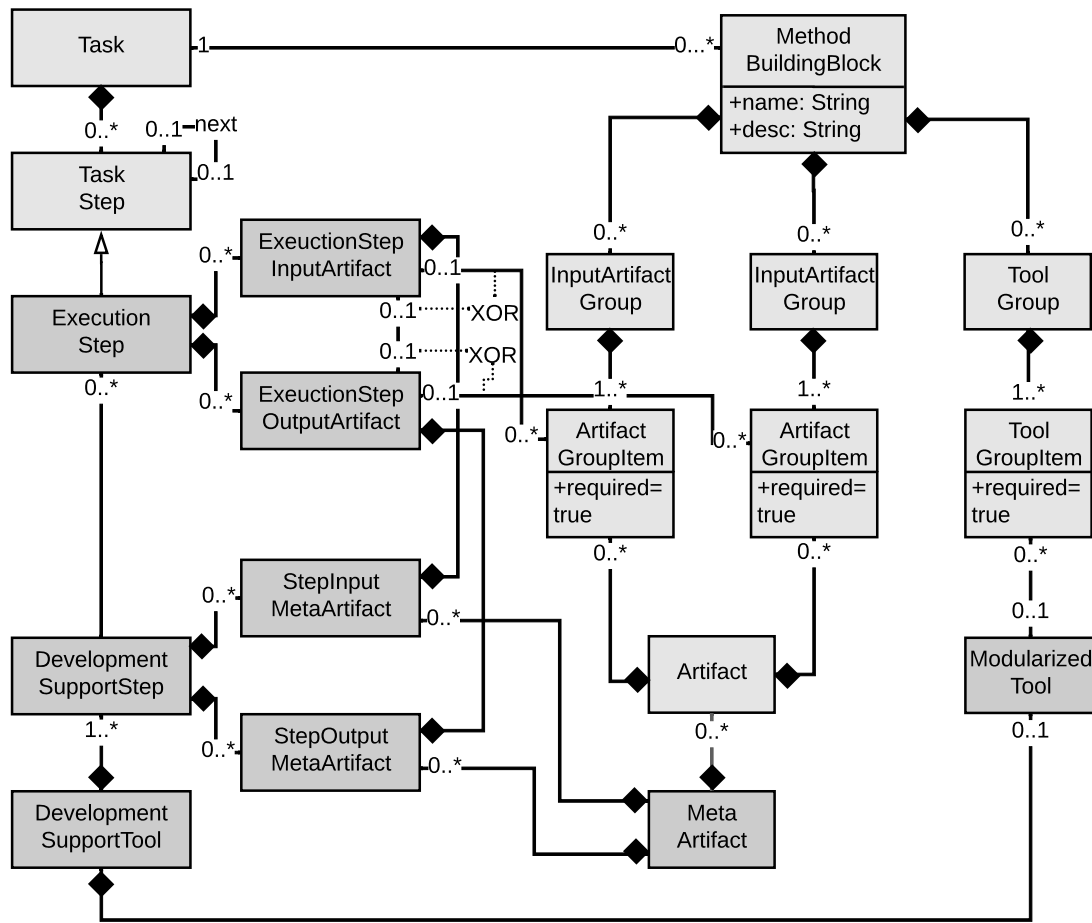 Task
1
0...*
Method
BuildingBlock
+name: String
+desc: String
0..*
0..1
next
0..1
Task
Step
0..*
ExeuctionStep
InputArtifact
0..1
0..*
0..*
0..*
InputArtifact
Group
InputArtifact
Group
Tool
Group
Execution
Step
0..1
XOR
0..1
XOR
0..*
0..*
ExeuctionStep
OutputArtifact
0..1
1..*
1..*
1..*
0..*
Artifact
GroupItem
+required=
true
0..*
Artifact
GroupItem
+required=
true
Tool
GroupItem
+required=
true
0..*
0..*
0..*
0..*
StepInput
MetaArtifact
0..*
0..1
Development
SupportStep
Artifact
Modularized
Tool
1..*
0..*
StepOutput
MetaArtifact
0..*
0..*
0..1
Development
SupportTool
Meta
Artifact